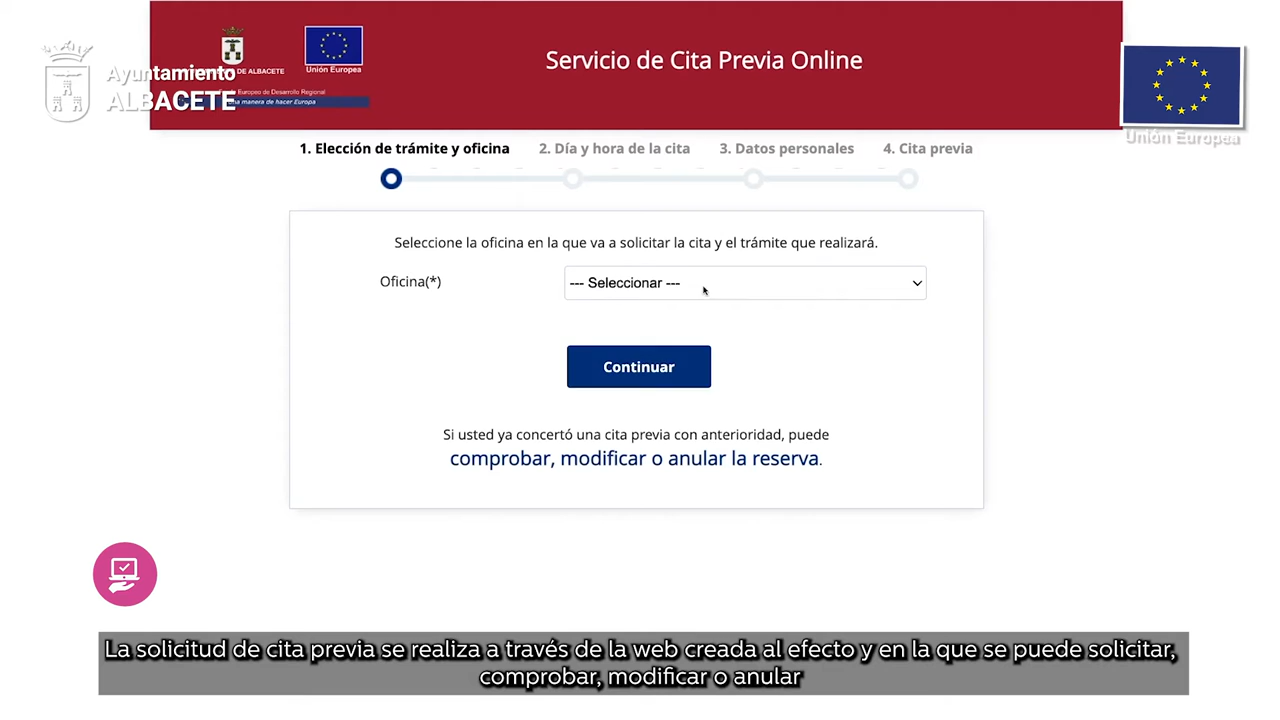 Ayuntamiento
ALBACETE
DE ALBACETE
Unión Europea
Europeo de Desarrollo Regional
manera de hacer Europa
Servicio de Cita Previa Online
Unión Europea
1. Elección de trámite y oficina
2. Día y hora de la cita
3. Datos personales
4. Cita previa
Seleccione la oficina en la que va a solicitar la cita y el trámite que realizará.
Oficina(*)
--- Seleccionar ---
Continuar
Si usted ya concertó una cita previa con anterioridad, puede
comprobar, modificar o anular la reserva.
La solicitud de cita previa se realiza a través de la web creada al efecto y en la que se puede solicitar,
comprobar, modificar o anular